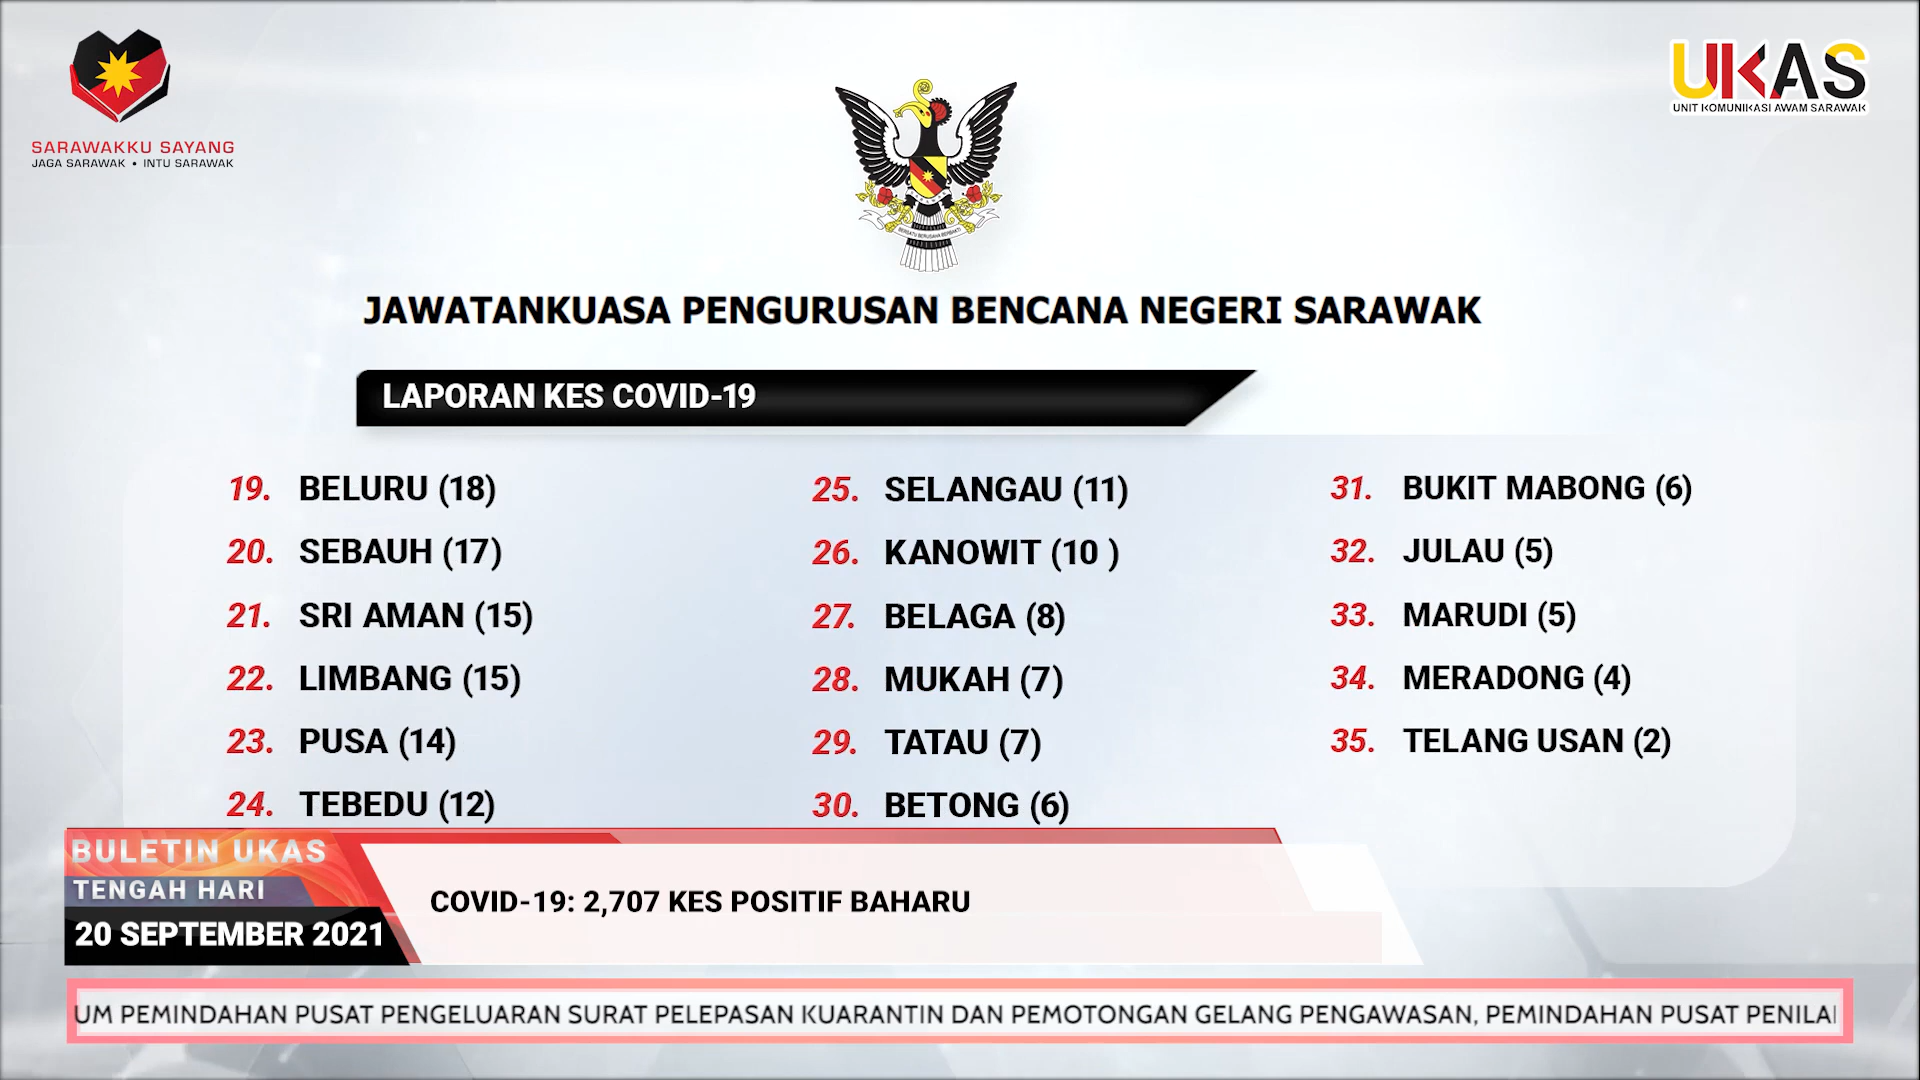 SARAWAKKU SAYANG
JAGA SARAWAK • INTU SARAWAK
UKAS
UNIT KOMUNIKASI AWAM SARAWAK
BERSATU BERUSAHA BERBAKTI
JAWATANKUASA PENGURUSAN BENCANA NEGERI SARAWAK
LAPORAN KES COVID-19
19. BELURU (18)
20. SEBAUH (17)
21. SRI AMAN (15)
22. LIMBANG (15)
23. PUSA (14)
24. TEBEDU (12)
25. SELANGAU (11)
26. KANOWIT (10 )
27. BELAGA (8)
28. MUKAH (7)
29. TATAU (7)
30. BETONG (6)
31. BUKIT MABONG (6)
32. JULAU (5)
33. MARUDI (5)
34. MERADONG (4)
35. TELANG USAN (2)
BULETIN UKAS
TENGAH HARI
20 SEPTEMBER 2021
COVID-19: 2,707 KES POSITIF BAHARU
UM PEMINDAHAN PUSAT PENGELUARAN SURAT PELEPASAN KUARANTIN DAN PEMOTONGAN GELANG PENGAWASAN, PEMINDAHAN PUSAT PENILAI